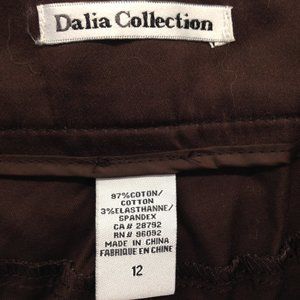 Dalia Collection
97%COTON/
COTTON
3%ELASTHANNE/
SPANDEX
CA# 28792
RN# 96092
MADE IN CHINA
FABRIQUE EN CHINE
12